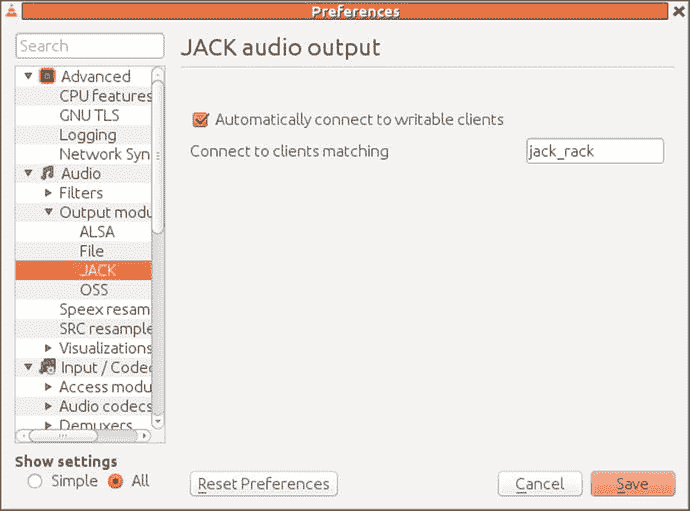 Preferences
Search
JACK audio output
Advanced
CPU features
GNU TLS
Logging
Network Syn
Audio
Filters
Output modu
ALSA
File
JACK
OSS
Speex resam
SRC resample
Visualizations
Input / Codec
Access modu
Audio codecs
Demuxers
Automatically connect to writable clients
Connect to clients matching
jack_rack
Show settings
Simple All
Reset Preferences
Cancel
Save